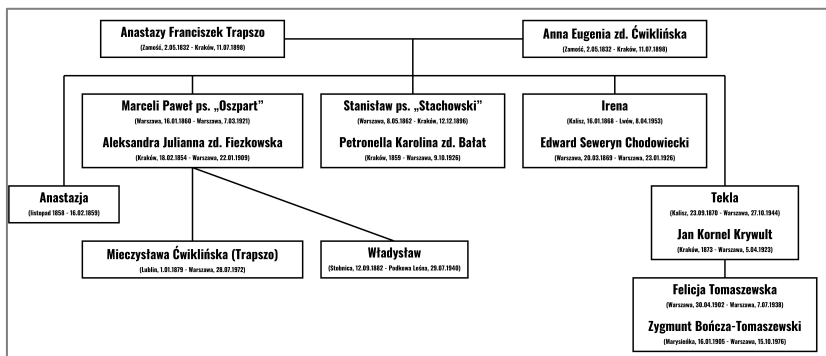 Anastazy Franciszek Trapszo
(Zamość, 2.05.1832 - Kraków, 11.07.1898)
Anna Eugenia zd. Ćwiklińska
(Zamość, 2.05.1832 - Kraków, 11.07.1898)
Marceli Paweł ps. „Oszpart”
(Warszawa, 16.01.1860 - Warszawa, 7.03.1921)
Aleksandra Julianna zd. Fiezkowska
(Kraków, 18.02.1854 - Warszawa, 22.01.1909)
Stanisław ps. „Stachowski”
(Warszawa, 8.05.1862 - Kraków, 12.12.1896)
Petronella Karolina zd. Bałat
(Kraków, 1859 - Warszawa, 9.10.1926)
Irena
(Kalisz, 16.01.1868 - Lwów, 8.04.1953)
Edward Seweryn Chodowiecki
(Warszawa, 20.03.1869 - Warszawa, 23.01.1926)
Anastazja
(listopad 1858 - 16.02.1859)
Tekla
(Kalisz, 23.09.1870 - Warszawa, 27.10.1944)
Jan Kornel Krywult
(Kraków, 1873 - Warszawa, 5.04.1923)
Mieczysława Ćwiklińska (Trapszo)
(Lublin, 1.01.1879 - Warszawa, 28.07.1972)
Władysław
(Stobnica, 12.09.1882 - Podkowa Leśna, 29.07.1940)
Felicja Tomaszewska
(Warszawa, 30.04.1902 - Warszawa, 7.07.1938)
Zygmunt Bończa-Tomaszewski
(Marysińka, 16.01.1905 - Warszawa, 15.10.1976)